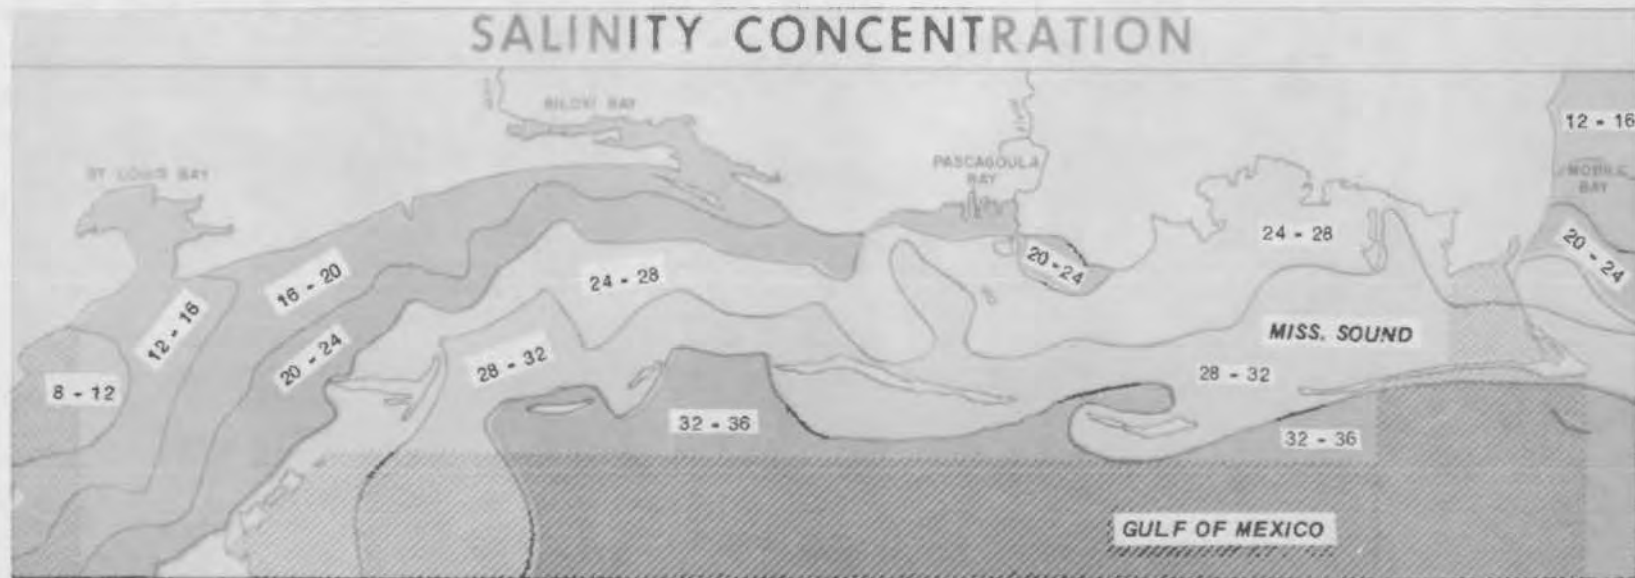 SALINITY CONCENTRATION
BILOXI BAY
ST LOUIS BAY
PASCAGOULA
BAY
RIVER
12 - 16
MOBILE
BAY
24 - 28
20 - 24
20 - 24
16 - 20
24 - 28
12 - 16
20 - 24
28 - 32
MISS. SOUND
28 - 32
8 - 12
32 - 36
32 - 36
GULF OF MEXICO